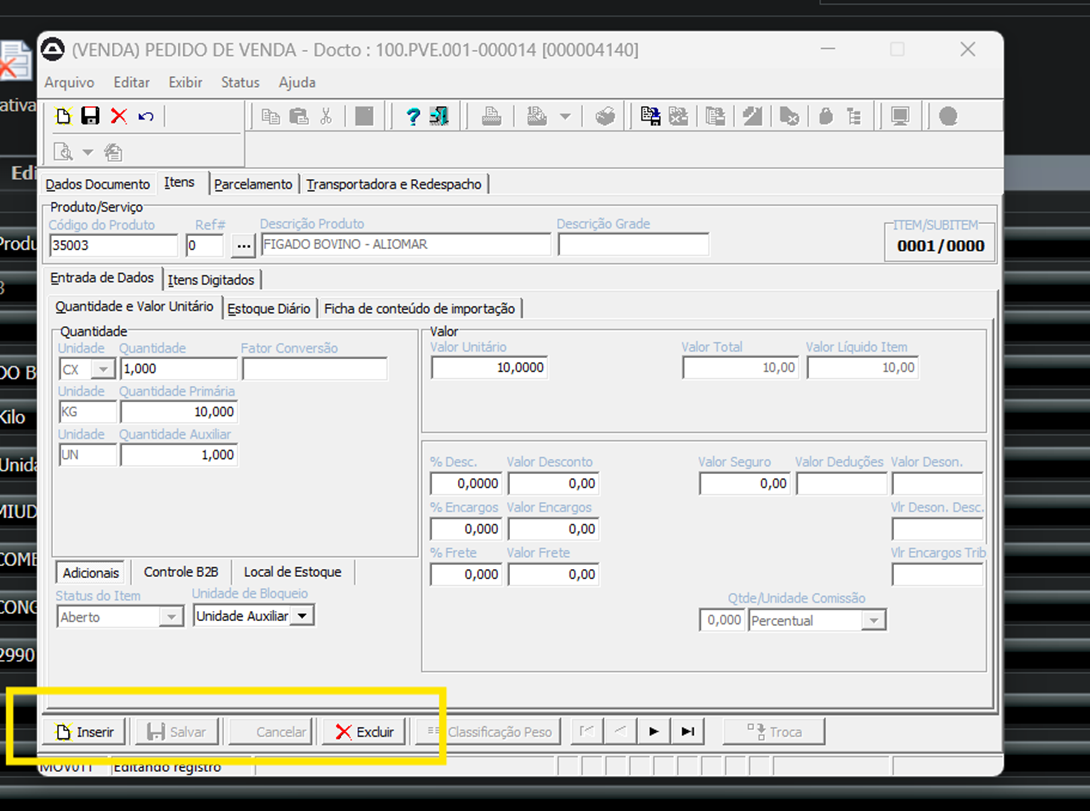 (VENDA) PEDIDO DE VENDA - Docto : 100.PVE.001-000014 [000004140]
Arquivo Editar Exibir Status Ajuda
ativa
Edi
Dados Documento Itens Parcelamento Transportadora e Redespacho
Produto/Serviço
Código do Produto Ref# Descrição Produto Descrição Grade ITEM/SUBITEM
Produ 35003 0 ... FIGADO BOVINO - ALIOMAR 0001/0000
Entrada de Dados Itens Digitados
Quantidade e Valor Unitário Estoque Diário Ficha de conteúdo de importação
Quantidade Valor
Unidade Quantidade Fator Conversão Valor Unitário Valor Total Valor Líquido Item
DO B CX 1,000 10,0000 10,00 10,00
Unidade Quantidade Primária
Kilo KG 10,000
Unidade Quantidade Auxiliar
UN 1,000
Unida % Desc. Valor Desconto Valor Seguro Valor Deduções Valor Deson.
0,0000 0,00 0,00
MIUD % Encargos Valor Encargos Vlr Deson. Desc.
0,000 0,00
COME % Frete Valor Frete Vlr Encargos Trib
Adicionais Controle B2B Local de Estoque 0,000 0,00
Status do Item Unidade de Bloqueio Qtde/Unidade Comissão
CONG Aberto Unidade Auxiliar 0,000 Percentual
2990
Inserir Salvar Cancelar Excluir Classificação Peso Troca
MOV011 Editando registro